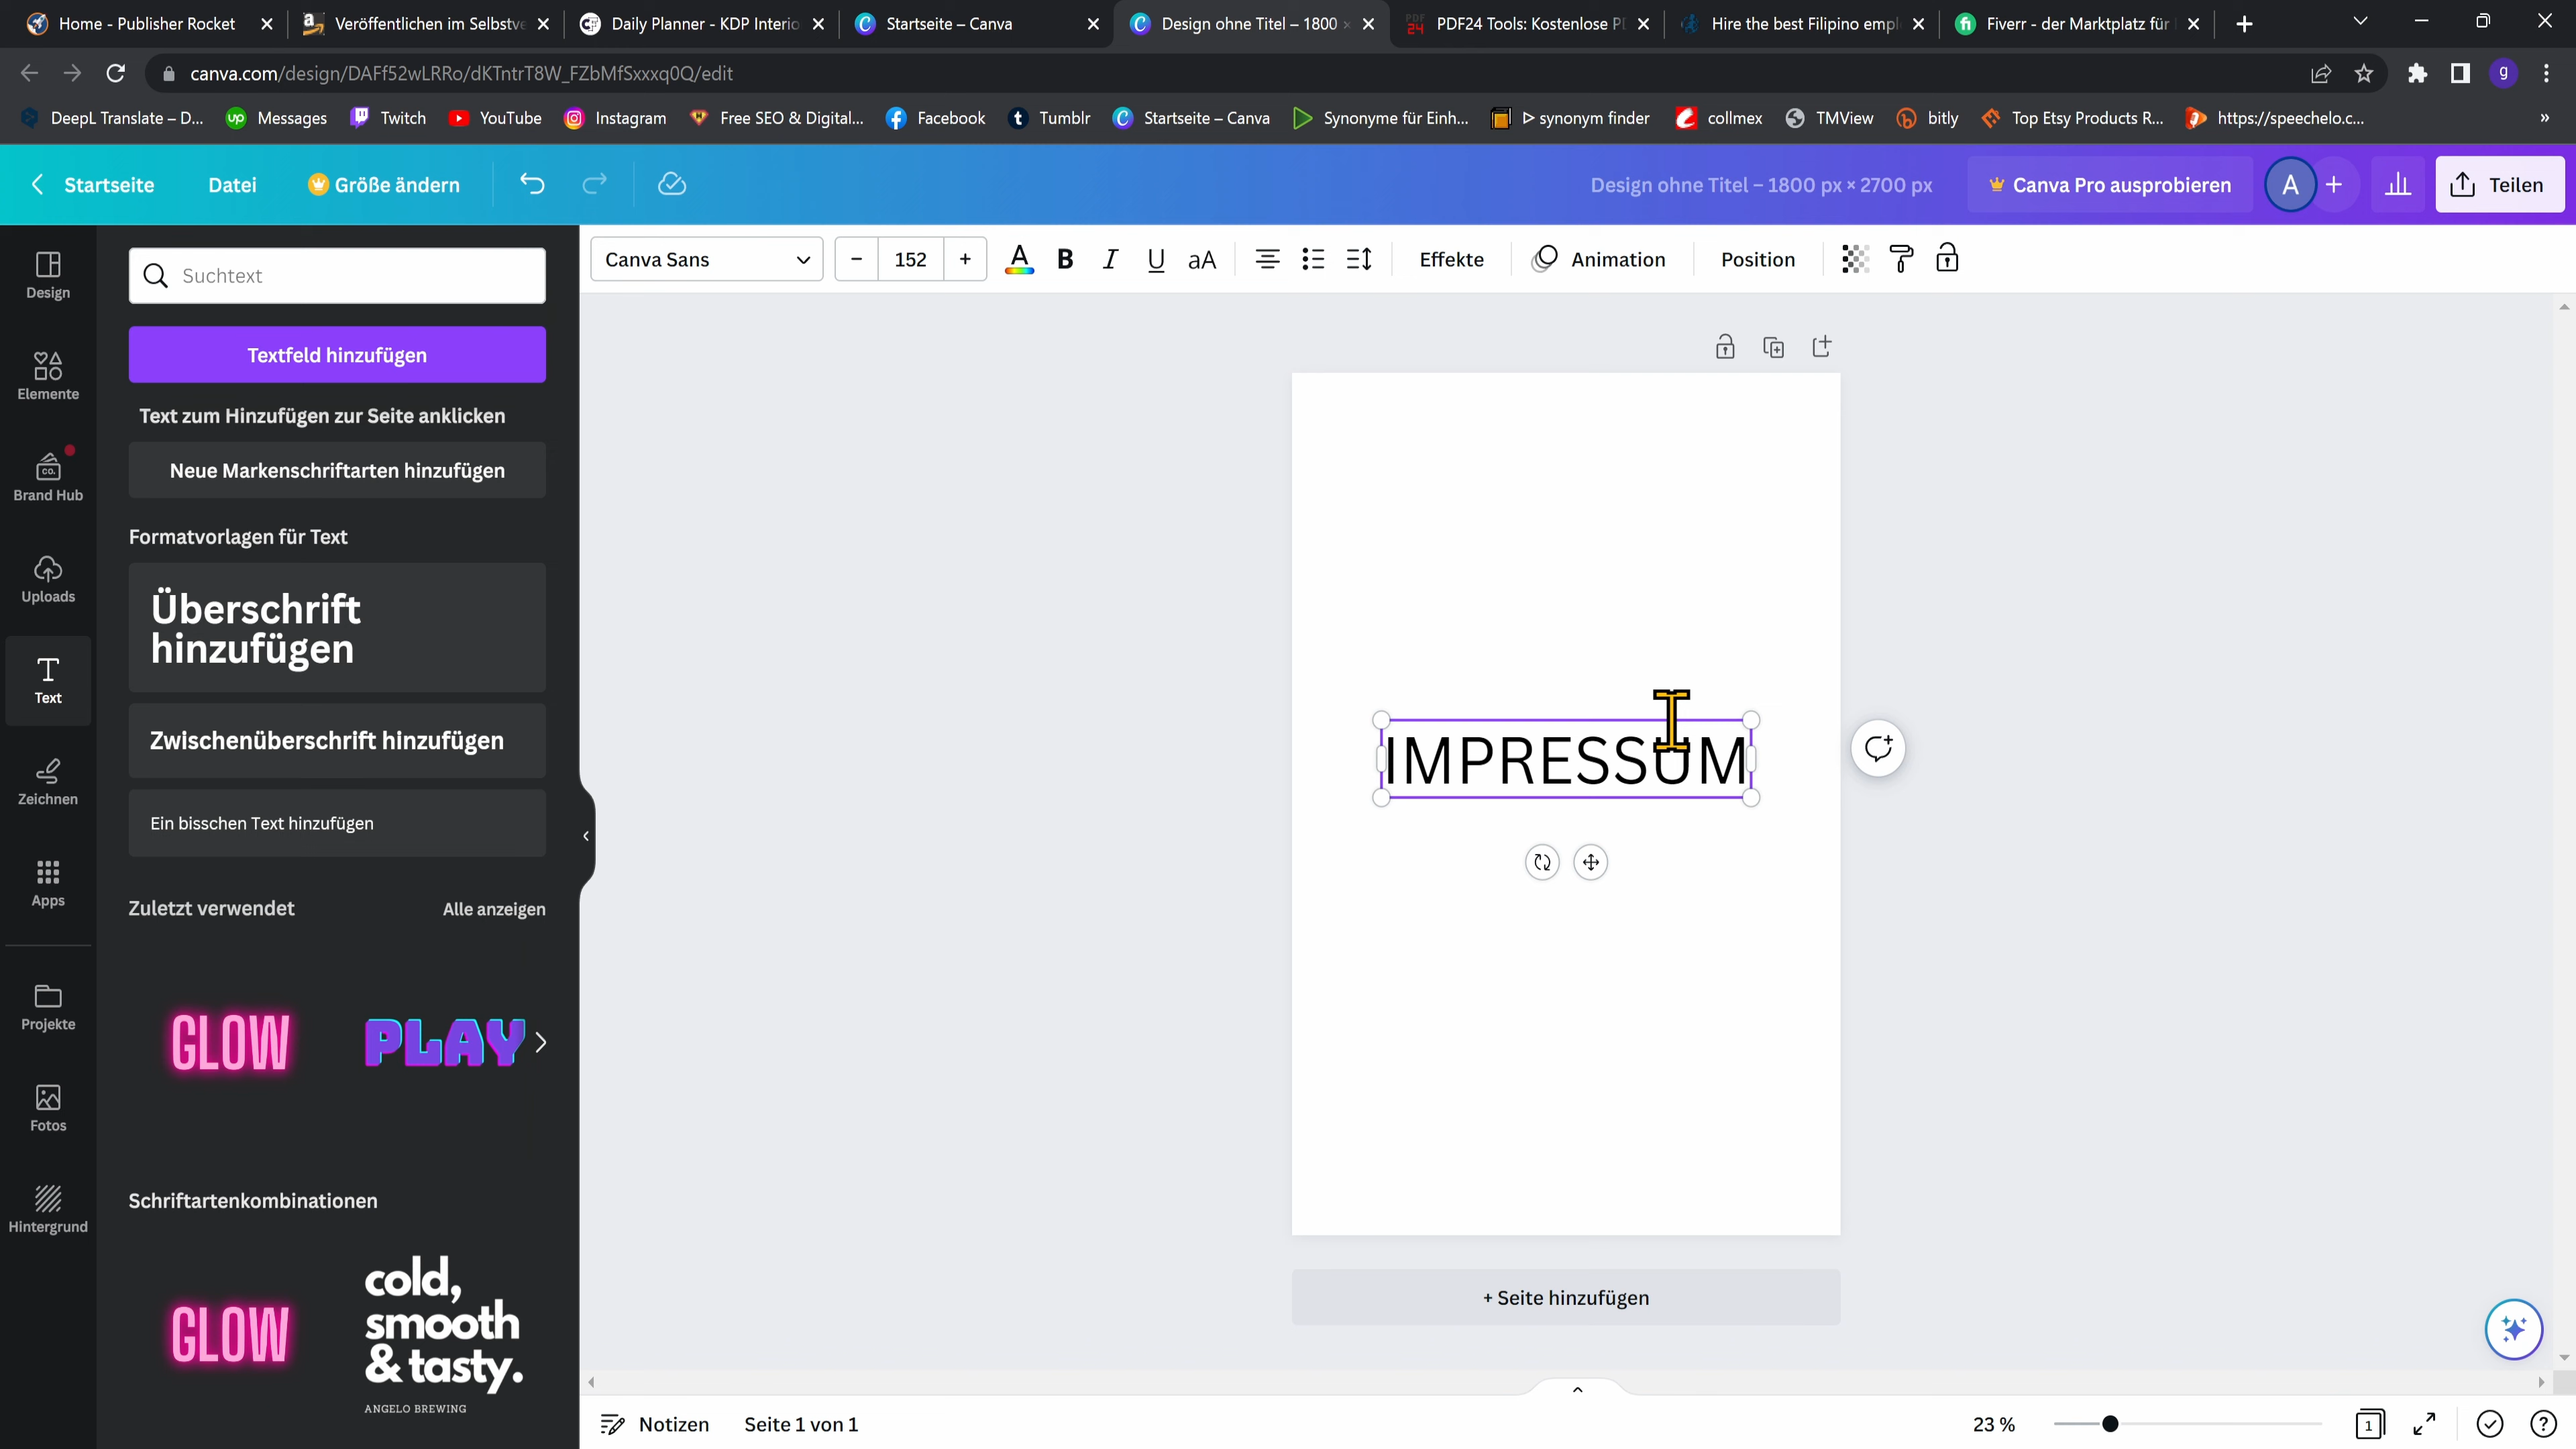 Home - Publisher Rocket
Veröffentlichen im Selbstve
Daily Planner - KDP Interio
Startseite – Canva
Design ohne Titel – 1800 ×
PDF24 Tools: Kostenlose PD
Hire the best Filipino empl
Fiverr - der Marktplatz für
canva.com/design/DAFf52wLRRo/dKTntrT8W_FZbMfSxxxq0Q/edit
g
DeepL Translate – D...
Messages
Twitch
YouTube
Instagram
Free SEO & Digital...
Facebook
Tumblr
Startseite – Canva
Synonyme für Einh...
ᐅ synonym finder
collmex
TMView
bitly
Top Etsy Products R...
https://speechelo.c...
»
Startseite
Datei
Größe ändern
Design ohne Titel – 1800 px × 2700 px
Canva Pro ausprobieren
A
+
Teilen
Design
Elemente
Brand Hub
Uploads
Text
Zeichnen
Apps
Projekte
Fotos
Hintergrund
Suchtext
Textfeld hinzufügen
Text zum Hinzufügen zur Seite anklicken
Neue Markenschriftarten hinzufügen
Formatvorlagen für Text
Überschrift
hinzufügen
Zwischenüberschrift hinzufügen
Ein bisschen Text hinzufügen
Zuletzt verwendet
Alle anzeigen
GLOW
PLAY
Schriftartenkombinationen
GLOW
cold,
smooth
& tasty.
ANGELO BREWING
Canva Sans
– 152 +
A B I U aA
Effekte
Animation
Position
IMPRESSUM
+ Seite hinzufügen
Notizen
Seite 1 von 1
23 %
1
?